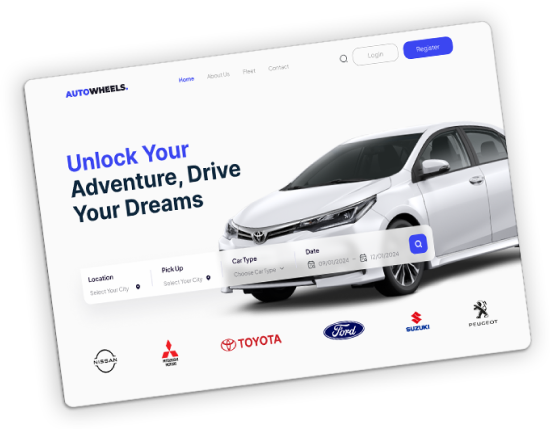 AUTOWHEELS.
Home About Us Fleet Contact
Login
Register
Unlock Your
Adventure, Drive
Your Dreams
Location
Select Your City
Pick Up
Select Your City
Car Type
Choose Car Type
Date
09/01/2024 – 12/01/2024
NISSAN
MITSUBISHI
MOTORS
TOYOTA
Ford
SUZUKI
PEUGEOT